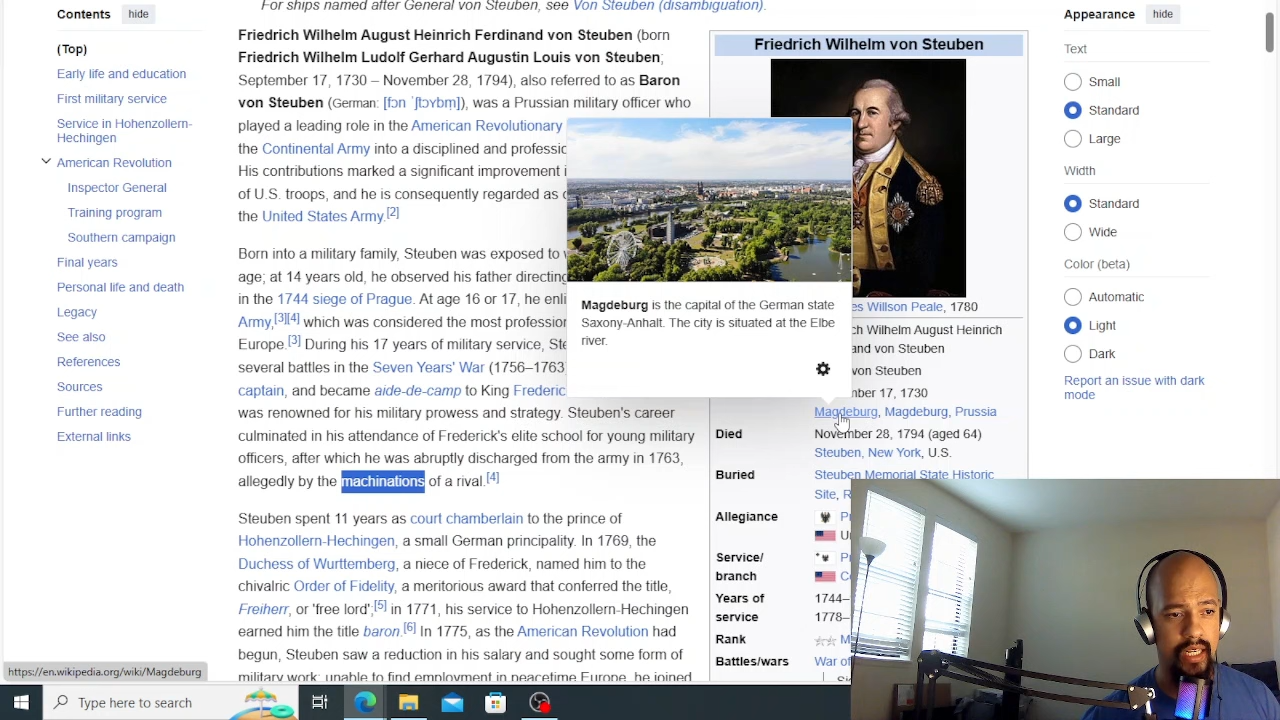 For ships named after General von Steuben, see Von Steuben (disambiguation).
Contents hide
(Top)
Early life and education
First military service
Service in Hohenzollern-
Hechingen
American Revolution
Inspector General
Training program
Southern campaign
Final years
Personal life and death
Legacy
See also
References
Sources
Further reading
External links
Friedrich Wilhelm August Heinrich Ferdinand von Steuben (born
Friedrich Wilhelm Ludolf Gerhard Augustin Louis von Steuben;
September 17, 1730 – November 28, 1794), also referred to as Baron
von Steuben (German: [fɔn ˈʃtɔʏbm̩]), was a Prussian military officer who
played a leading role in the American Revolutionary
the Continental Army into a disciplined and
His contributions marked a significant improvement
of U.S. troops, and he is consequently regarded as
the United States Army.[2]
Born into a military family, Steuben was exposed to
age; at 14 years old, he observed his father directing
in the 1744 siege of Prague. At age 16 or 17, he
Army,[3][4] which was considered the most
Europe.[3] During his 17 years of military service,
several battles in the Seven Years' War (1756–1763
captain, and became aide-de-camp to King
was renowned for his military prowess and strategy. Steuben's career
culminated in his attendance of Frederick's elite school for young military
officers, after which he was abruptly discharged from the army in 1763,
allegedly by the machinations of a rival.[4]
Steuben spent 11 years as court chamberlain to the prince of
Hohenzollern-Hechingen, a small German principality. In 1769, the
Duchess of Wurttemberg, a niece of Frederick, named him to the
chivalric Order of Fidelity, a meritorious award that conferred the title,
Freiherr, or 'free lord';[5] in 1771, his service to Hohenzollern-Hechingen
earned him the title baron.[6] In 1775, as the American Revolution had
begun, Steuben saw a reduction in his salary and sought some form of
military work; unable to find employment in peacetime Europe, he joined
Magdeburg is the capital of the German state
Saxony-Anhalt. The city is situated at the Elbe
river.
Friedrich Wilhelm von Steuben
Willson Peale, 1780
Wilhelm August Heinrich
von Steuben
von Steuben
17, 1730
Magdeburg, Magdeburg, Prussia
Died November 28, 1794 (aged 64)
Steuben, New York, U.S.
Buried Steuben Memorial State Historic
Site,
Allegiance
Service/
branch
Years of 1744–
service 1778–
Rank
Battles/wars War of
Appearance hide
Text
Small
Standard
Large
Width
Standard
Wide
Color (beta)
Automatic
Light
Dark
Report an issue with dark
mode
https://en.wikipedia.org/wiki/Magdeburg
Type here to search